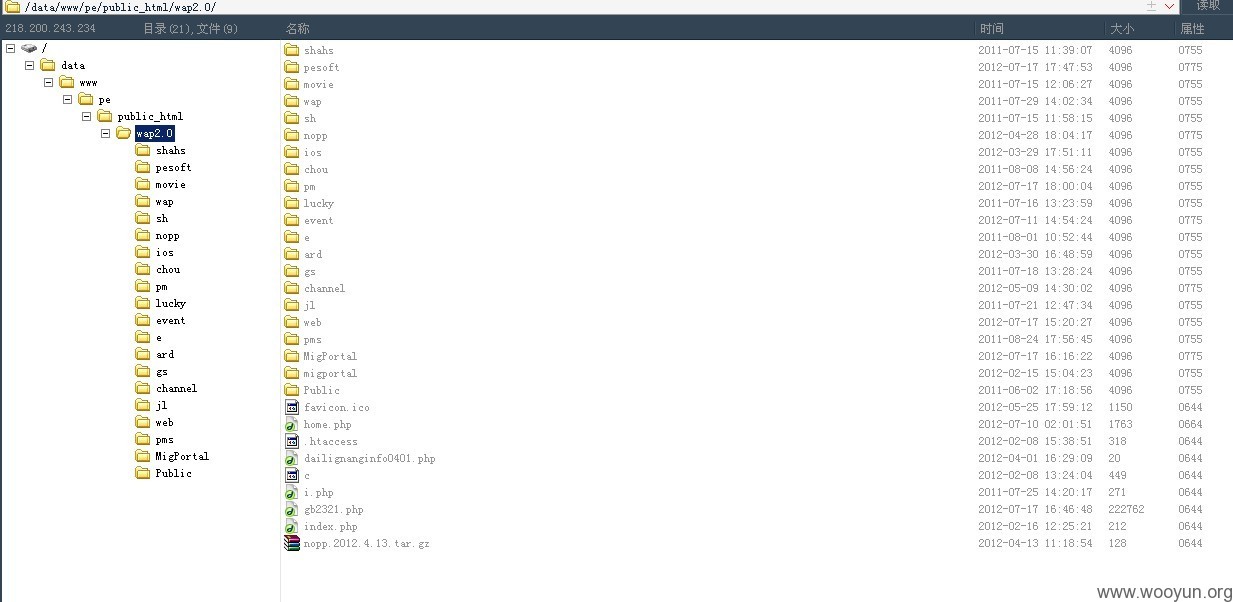 /data/www/pe/public_html/wap2.0/ 读取
218.200.243.234 目录(21),文件(9) 名称 时间 大小 属性
/
data
www
pe
public_html
wap2.0
shahs
pesoft
movie
wap
sh
nopp
ios
chou
pm
lucky
event
e
ard
gs
channel
jl
web
pms
MigPortal
Public
shahs 2011-07-15 11:39:07 4096 0755
pesoft 2012-07-17 17:47:53 4096 0775
movie 2011-07-15 12:06:27 4096 0755
wap 2011-07-29 14:02:34 4096 0755
sh 2011-07-15 11:58:15 4096 0755
nopp 2012-04-28 18:04:17 4096 0775
ios 2012-03-29 17:51:11 4096 0755
chou 2011-08-08 14:56:24 4096 0755
pm 2012-07-17 18:00:04 4096 0755
lucky 2011-07-16 13:23:59 4096 0755
event 2012-07-11 14:54:24 4096 0775
e 2011-08-01 10:52:44 4096 0755
ard 2012-03-30 16:48:59 4096 0755
gs 2011-07-18 13:28:24 4096 0755
channel 2012-05-09 14:30:02 4096 0775
jl 2011-07-21 12:47:34 4096 0755
web 2012-07-17 15:20:27 4096 0755
pms 2011-08-24 17:56:45 4096 0755
MigPortal 2012-07-17 16:16:22 4096 0775
migportal 2012-02-15 15:04:23 4096 0755
Public 2011-06-02 17:18:56 4096 0755
favicon.ico 2012-05-25 17:59:12 1150 0644
home.php 2012-07-10 02:01:51 1763 0664
.htaccess 2012-02-08 15:38:51 318 0644
dailignanginfo0401.php 2012-04-01 16:29:09 20 0644
c 2012-02-08 13:24:04 449 0644
i.php 2011-07-25 14:20:17 271 0644
gb2321.php 2012-07-17 16:46:48 222762 0644
index.php 2012-02-16 12:25:21 212 0644
nopp.2012.4.13.tar.gz 2012-04-13 11:18:54 128 0644
www.wooyun.org